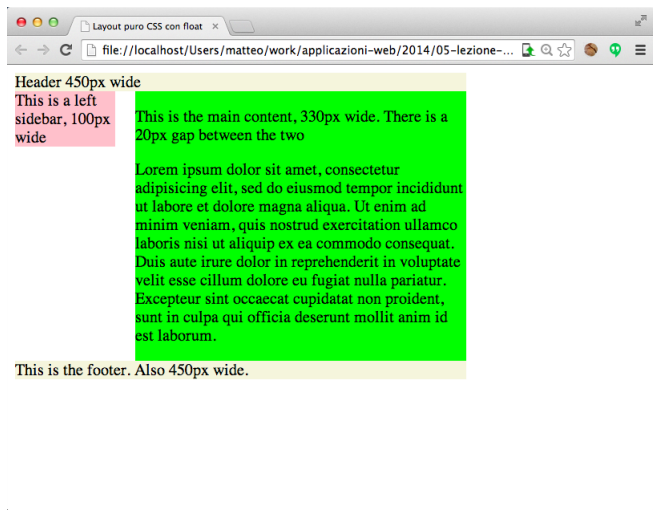 Layout puro CSS con float
file://localhost/Users/matteo/work/applicazioni-web/2014/05-lezione-...
Header 450px wide
This is a left
sidebar, 100px
wide
This is the main content, 330px wide. There is a
20px gap between the two
Lorem ipsum dolor sit amet, consectetur
adipisicing elit, sed do eiusmod tempor incididunt
ut labore et dolore magna aliqua. Ut enim ad
minim veniam, quis nostrud exercitation ullamco
laboris nisi ut aliquip ex ea commodo consequat.
Duis aute irure dolor in reprehenderit in voluptate
velit esse cillum dolore eu fugiat nulla pariatur.
Excepteur sint occaecat cupidatat non proident,
sunt in culpa qui officia deserunt mollit anim id
est laborum.
This is the footer. Also 450px wide.